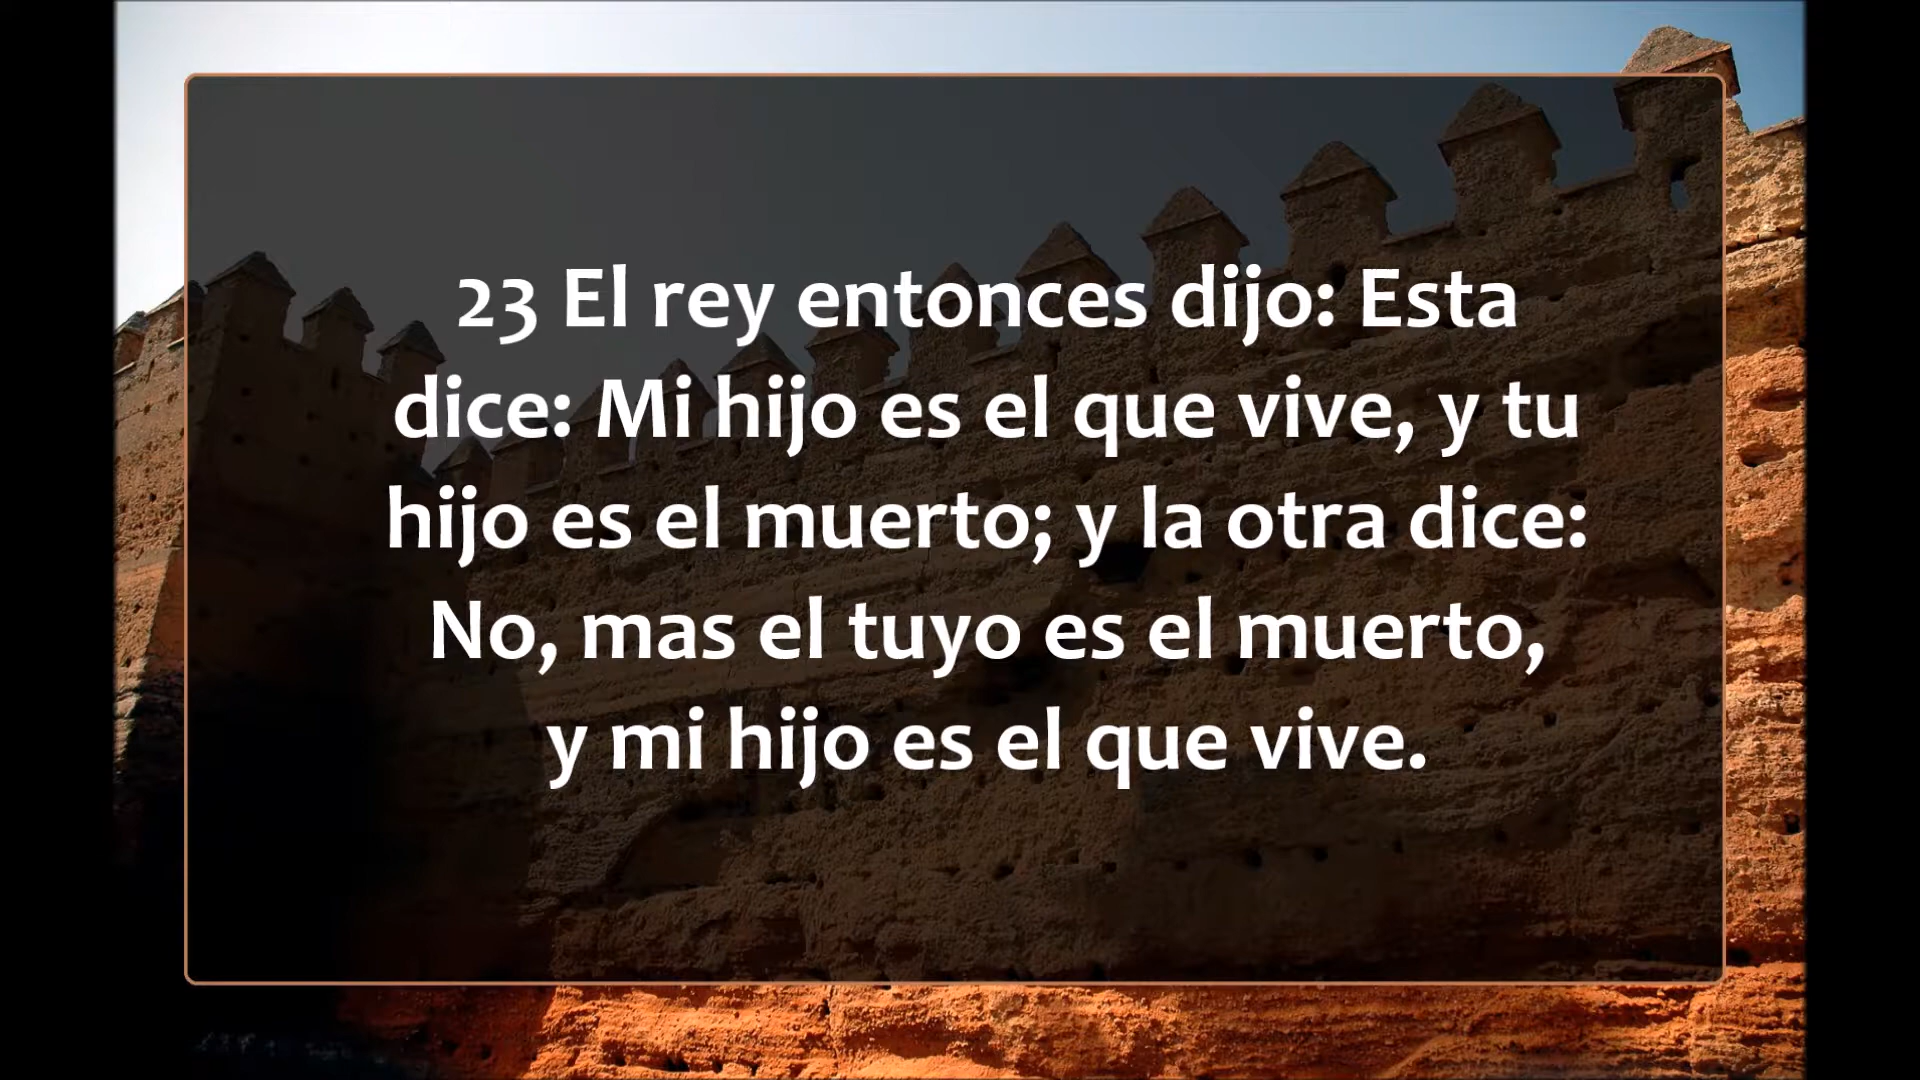 23 El rey entonces dijo: Esta
dice: Mi hijo es el que vive, y tu
hijo es el muerto; y la otra dice:
No, mas el tuyo es el muerto,
y mi hijo es el que vive.